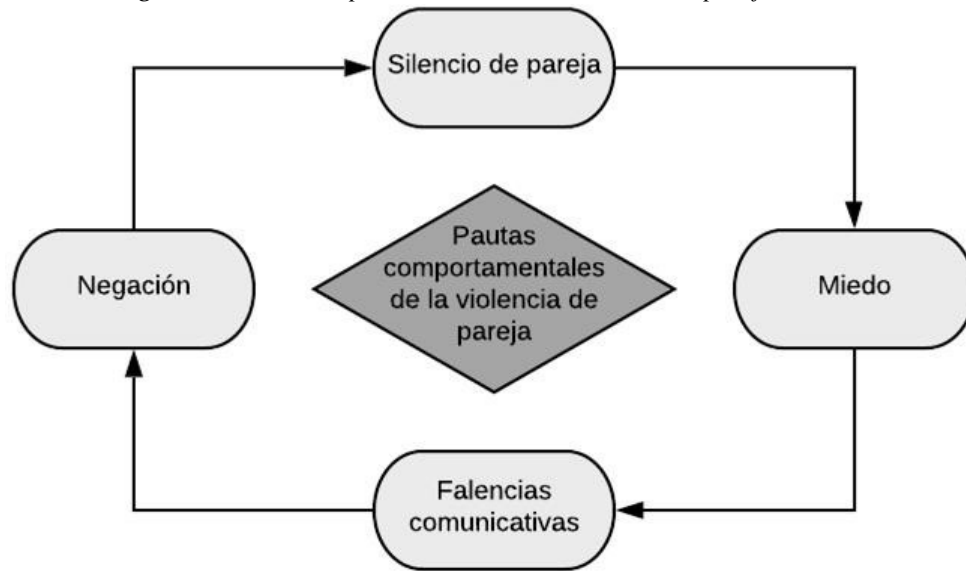 Silencio de pareja
Negación
Pautas
comportamentales
de la violencia de
pareja
Miedo
Falencias
comunicativas